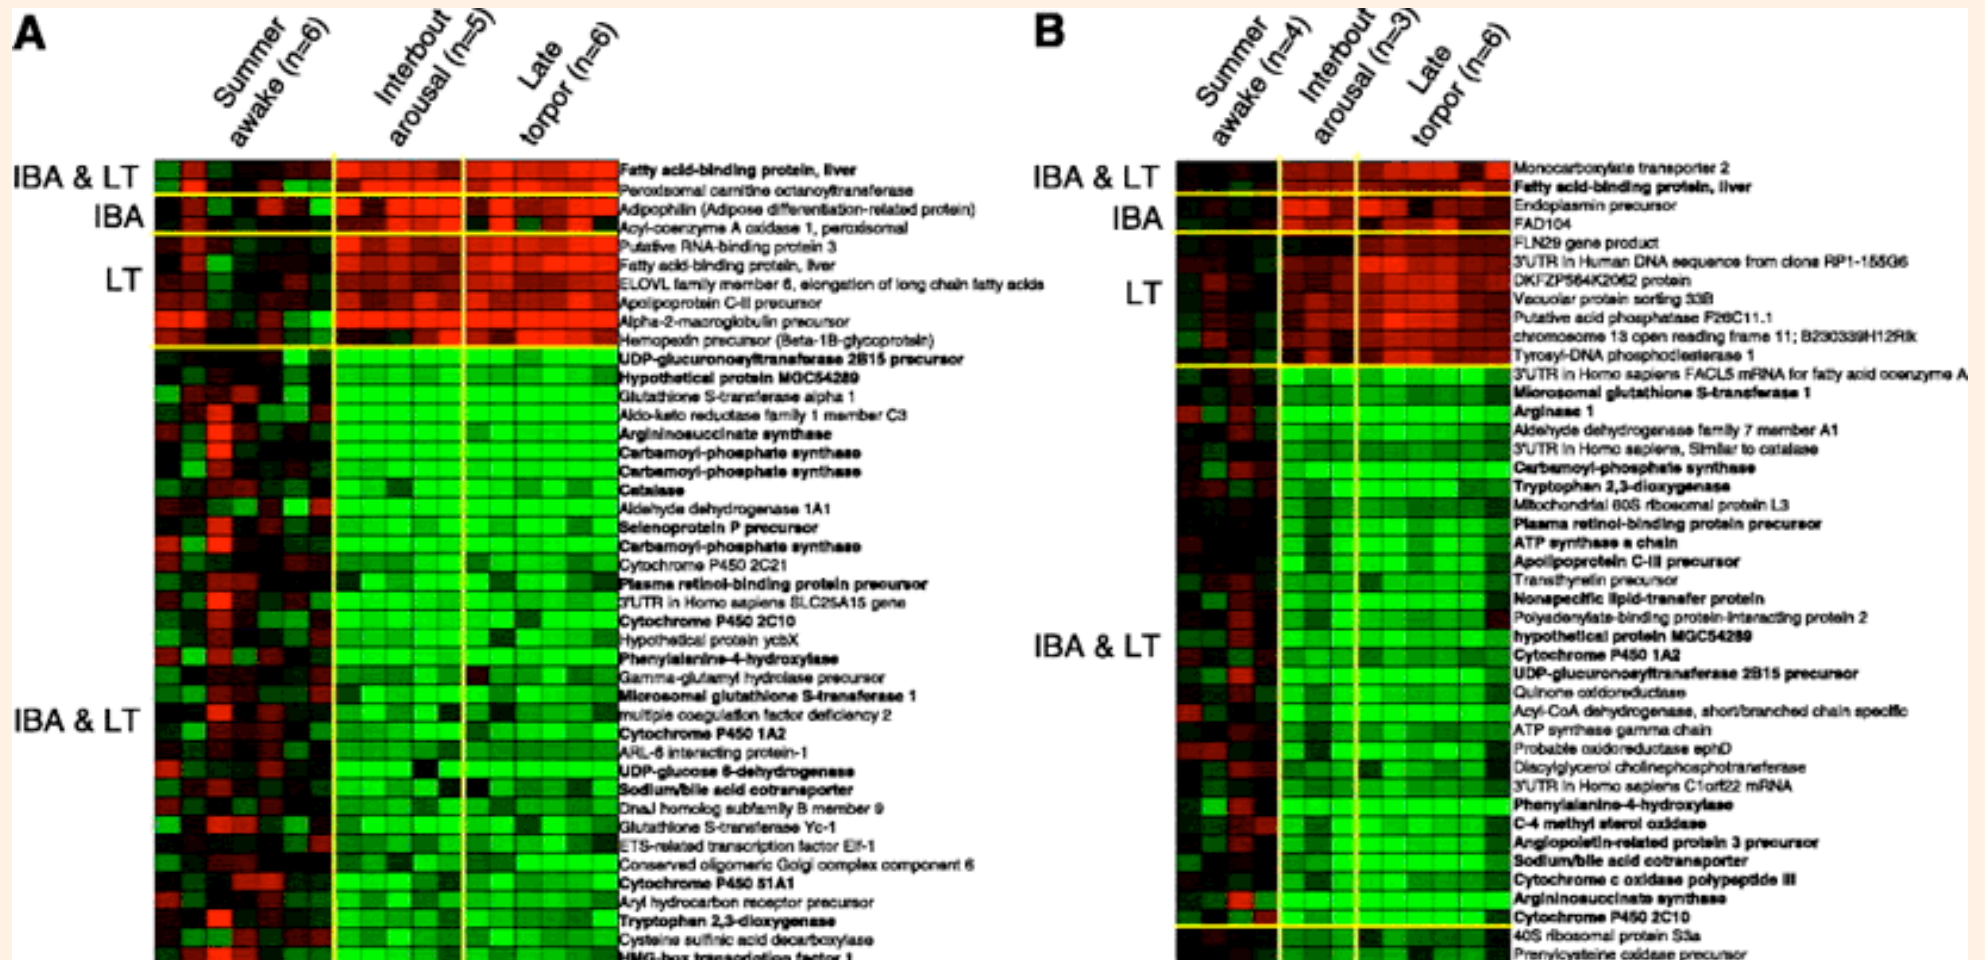 A
Summer
awake (n=6)
Interbout
arousal (n=5)
Late
torpor (n=6)
IBA & LT
IBA
LT
IBA & LT
Fatty acid-binding protein, liver
Peroxisomal carnitine octanoyltransferase
Adipophilin (Adipose differentiation-related protein)
Acyl-coenzyme A oxidase 1, peroxisomal
Putative RNA-binding protein 3
Fatty acid-binding protein, liver
ELOVL family member 6, elongation of long chain fatty acids
Apolipoprotein C-II precursor
Alpha-2-macroglobulin precursor
Hemopexin precursor (Beta-1B-glycoprotein)
UDP-glucuronosyltransferase 2B15 precursor
Hypothetical protein MGC54289
Glutathione S-transferase alpha 1
Aldo-keto reductase family 1 member C3
Argininosuccinate synthase
Carbamoyl-phosphate synthase
Carbamoyl-phosphate synthase
Catalase
Aldehyde dehydrogenase 1A1
Selenoprotein P precursor
Carbamoyl-phosphate synthase
Cytochrome P450 2C21
Plasma retinol-binding protein precursor
3'UTR in Homo sapiens SLC25A15 gene
Cytochrome P450 2C10
Hypothetical protein ycbX
Phenylalanine-4-hydroxylase
Gamma-glutamyl hydrolase precursor
Microsomal glutathione S-transferase 1
multiple coagulation factor deficiency 2
Cytochrome P450 1A2
ARL-6 interacting protein-1
UDP-glucose 6-dehydrogenase
Sodium/bile acid cotransporter
DnaJ homolog subfamily B member 9
Glutathione S-transferase Yc-1
ETS-related transcription factor Elf-1
Conserved oligomeric Golgi complex component 6
Cytochrome P450 51A1
Aryl hydrocarbon receptor precursor
Tryptophan 2,3-dioxygenase
Cysteine sulfinic acid decarboxylase
HMG-box transcription factor 1
B
Summer
awake (n=4)
Interbout
arousal (n=3)
Late
torpor (n=6)
IBA & LT
IBA
LT
IBA & LT
Monocarboxylate transporter 2
Fatty acid-binding protein, liver
Endoplasmin precursor
FAD104
FLN29 gene product
3'UTR in Human DNA sequence from clone RP1-155G6
DKFZP564K2062 protein
Vacuolar protein sorting 33B
Putative acid phosphatase F26C11.1
chromosome 13 open reading frame 11; B230339H12Rik
Tyrosyl-DNA phosphodiesterase 1
3'UTR in Homo sapiens FACL5 mRNA for fatty acid coenzyme A
Microsomal glutathione S-transferase 1
Arginase 1
Aldehyde dehydrogenase family 7 member A1
3'UTR in Homo sapiens, Similar to catalase
Carbamoyl-phosphate synthase
Tryptophan 2,3-dioxygenase
Mitochondrial 60S ribosomal protein L3
Plasma retinol-binding protein precursor
ATP synthase a chain
Apolipoprotein C-III precursor
Transthyretin precursor
Nonspecific lipid-transfer protein
Polyadenylate-binding protein-interacting protein 2
hypothetical protein MGC54289
Cytochrome P450 1A2
UDP-glucuronosyltransferase 2B15 precursor
Quinone oxidoreductase
Acyl-CoA dehydrogenase, short/branched chain specific
ATP synthase gamma chain
Probable oxidoreductase ephD
Diacylglycerol cholinephosphotransferase
3'UTR in Homo sapiens C1orf22 mRNA
Phenylalanine-4-hydroxylase
C-4 methyl sterol oxidase
Angiopoietin-related protein 3 precursor
Sodium/bile acid cotransporter
Cytochrome c oxidase polypeptide III
Argininosuccinate synthase
Cytochrome P450 2C10
40S ribosomal protein S3a
Prenylcysteine oxidase precursor